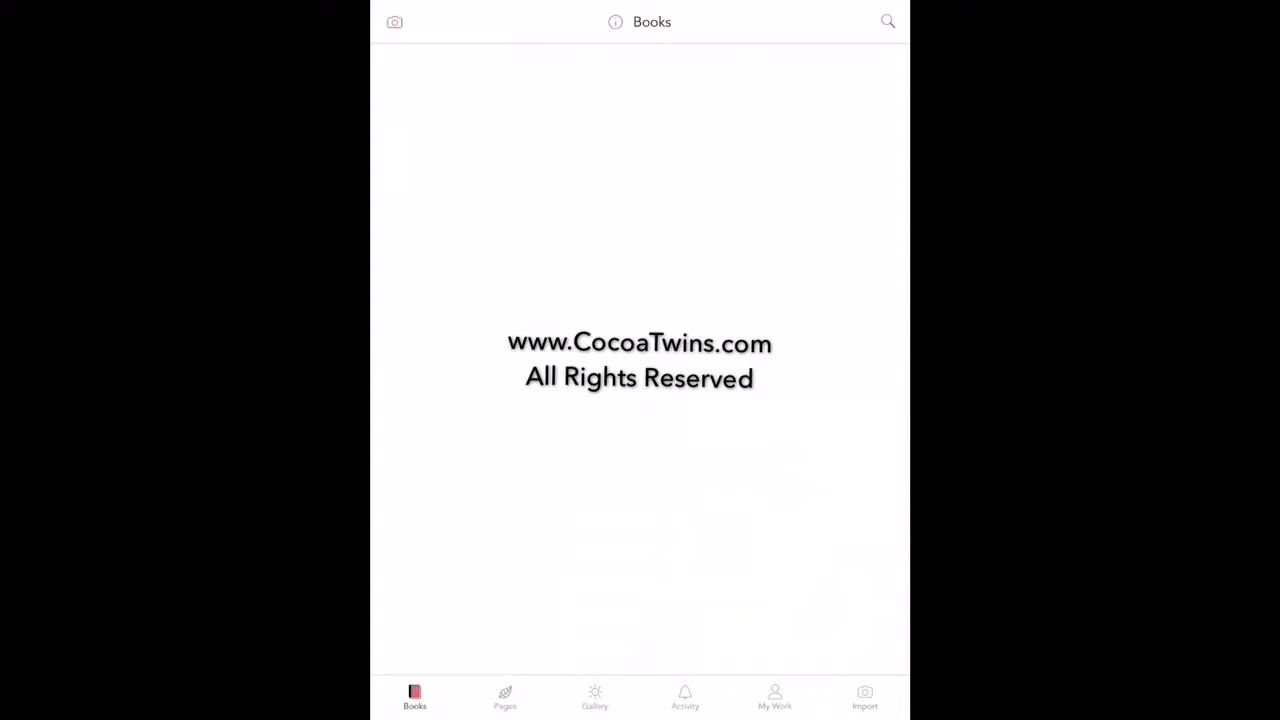 Books
www.CocoaTwins.com
All Rights Reserved
Books
Pages
Gallery
Activity
My Work
Import